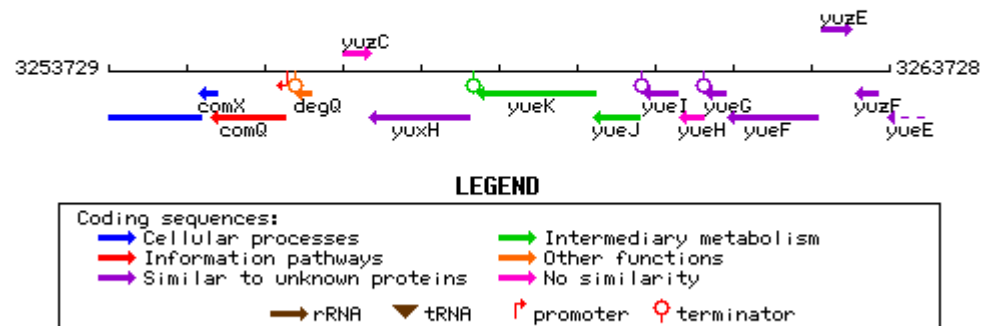 yuzE
yuzC
3253729 3263728
comX degQ yueK yueI yueG yuzF
comQ yuxH yueJ yueH yueF yueE
LEGEND
Coding sequences:
Cellular processes Intermediary metabolism
Information pathways Other functions
Similar to unknown proteins No similarity
rRNA tRNA promoter terminator